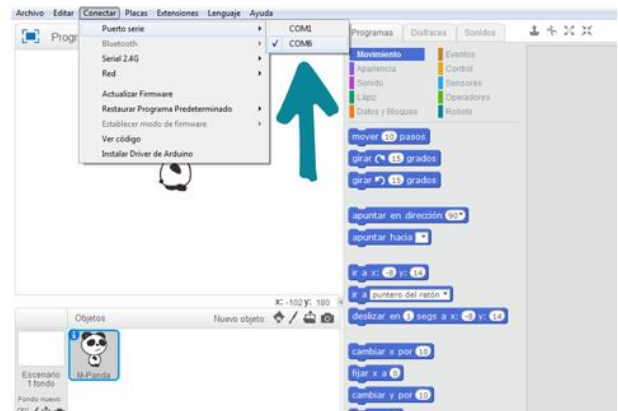 Archivo Editar Conectar Placas Extensiones Lenguaje Ayuda
Puerto serie
Bluetooth
Serial 2.4G
Red
Actualizar Firmware
Restaurar Programa Predeterminado
Establecer modo de firmware
Ver código
Instalar Driver de Arduino
COM1
COM6
Progr
X: -102 y: 180
Objetos
Nuevo objeto:
Escenario
1 fondo
Fondo nuevo:
M-Panda
Programas Disfraces Sonidos
Movimiento Eventos
Apariencia Control
Sonido Sensores
Lápiz Operadores
Datos y Bloques Robots
mover 10 pasos
girar 15 grados
girar 15 grados
apuntar en dirección 90
apuntar hacia
ir a x: -8 y: 14
ir a puntero del ratón
deslizar en 1 segs a x: -8 y: 14
cambiar x por 10
fijar x a 0
cambiar y por 10